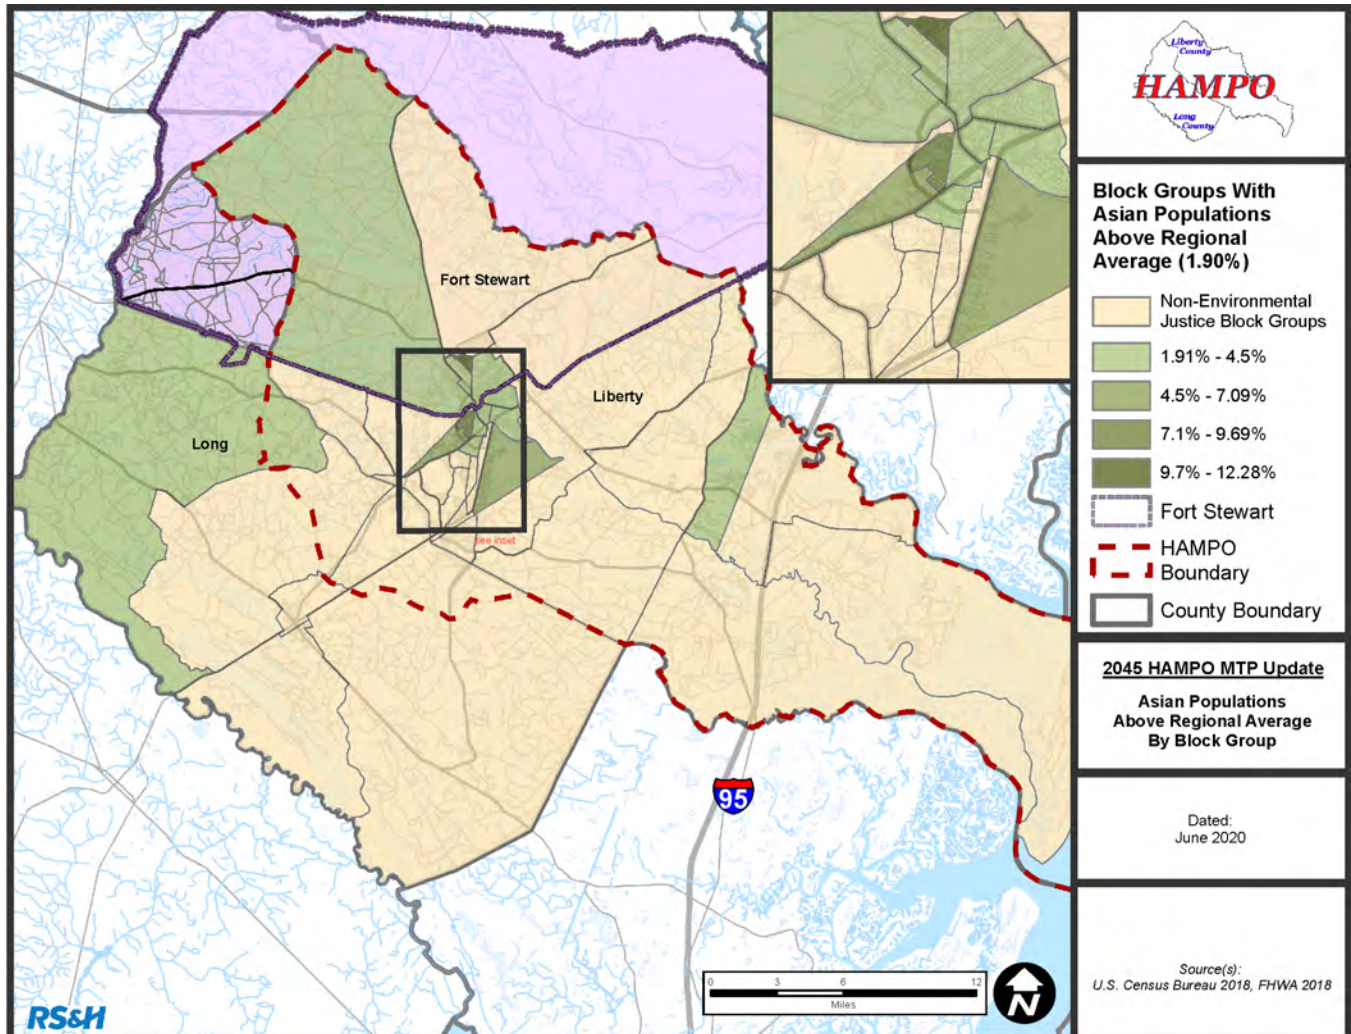 Fort Stewart
Liberty
Long
see inset
95
0 3 6 12
Miles
N
RS&H
Liberty
County
HAMPO
Long
County
Block Groups With
Asian Populations
Above Regional
Average (1.90%)
Non-Environmental
Justice Block Groups
1.91% - 4.5%
4.5% - 7.09%
7.1% - 9.69%
9.7% - 12.28%
Fort Stewart
HAMPO
Boundary
County Boundary
2045 HAMPO MTP Update
Asian Populations
Above Regional Average
By Block Group
Dated:
June 2020
Source(s):
U.S. Census Bureau 2018, FHWA 2018